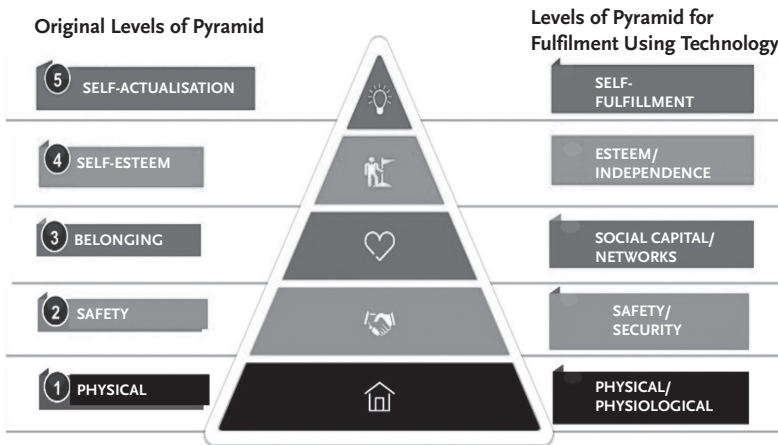 Original Levels of Pyramid
Levels of Pyramid for
Fulfilment Using Technology
5 SELF-ACTUALISATION
SELF-
FULFILLMENT
4 SELF-ESTEEM
ESTEEM/
INDEPENDENCE
3 BELONGING
SOCIAL CAPITAL/
NETWORKS
2 SAFETY
SAFETY/
SECURITY
1 PHYSICAL
PHYSICAL/
PHYSIOLOGICAL